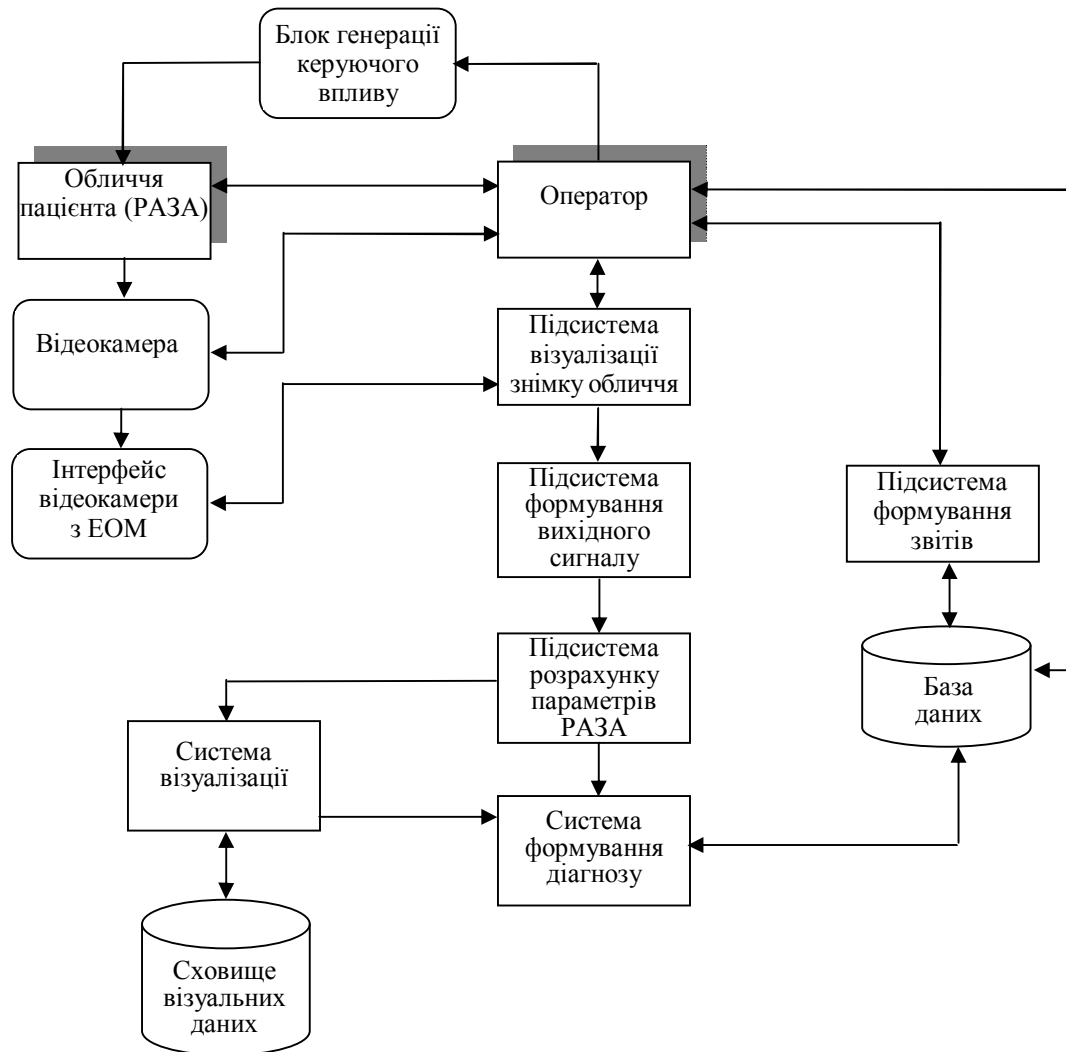 Блок генерації
керуючого
впливу
Обличчя
пацієнта (РАЗА)
Оператор
Відеокамера
Підсистема
візуалізації
знімку обличчя
Інтерфейс
відеокамери
з ЕОМ
Підсистема
формування
вихідного
сигналу
Підсистема
формування
звітів
Підсистема
розрахунку
параметрів
РАЗА
База
даних
Система
візуалізації
Система
формування
діагнозу
Сховище
візуальних
даних